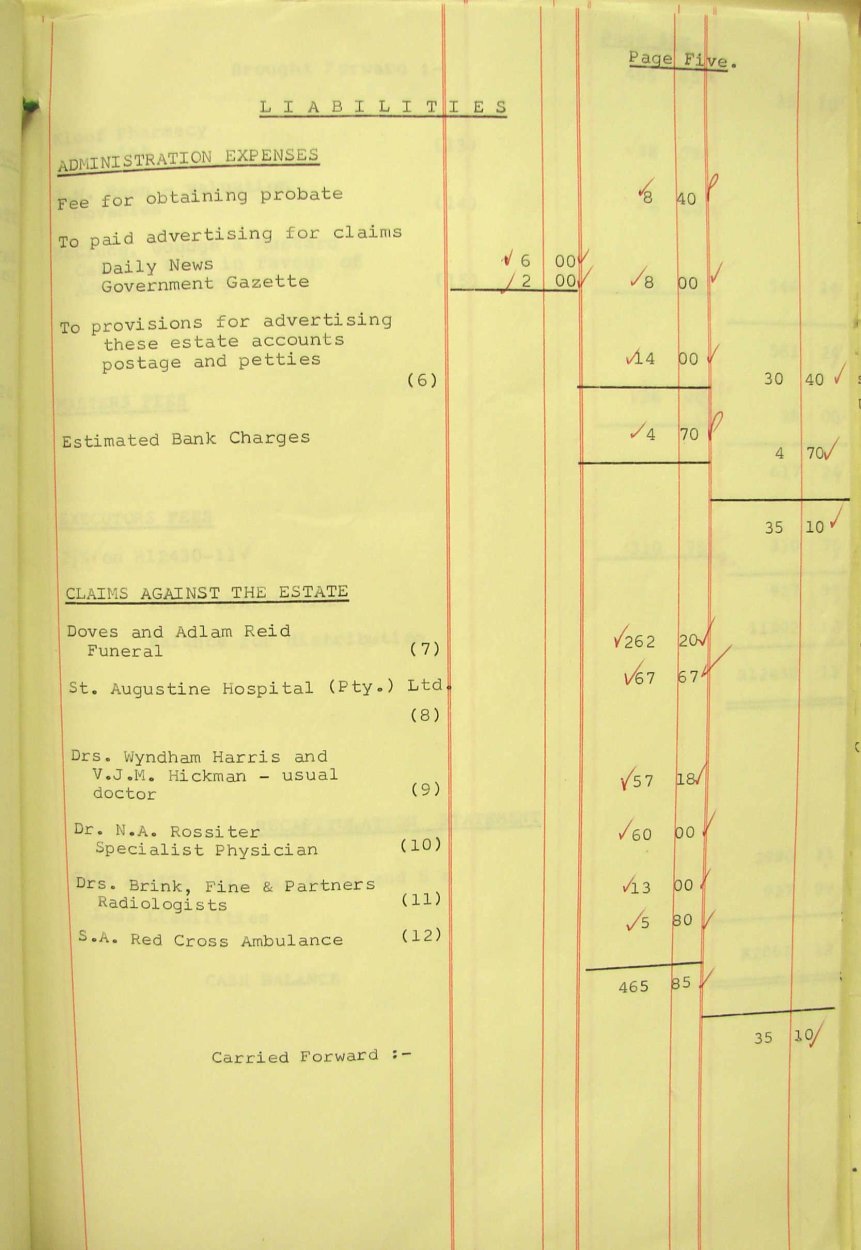 Page Five.
L I A B I L I T I E S
ADMINISTRATION EXPENSES
Fee for obtaining probate 8 40
To paid advertising for claims
Daily News 6 00
Government Gazette 2 00 8 00
To provisions for advertising
these estate accounts
postage and petties 14 00
(6) 30 40
Estimated Bank Charges 4 70
4 70
35 10
CLAIMS AGAINST THE ESTATE
Doves and Adlam Reid 262 20
Funeral (7)
St. Augustine Hospital (Pty.) Ltd. 67 67
(8)
Drs. Wyndham Harris and
V.J.M. Hickman - usual 57 18
doctor (9)
Dr. N.A. Rossiter 60 00
Specialist Physician (10)
Drs. Brink, Fine & Partners 13 00
Radiologists (11)
S.A. Red Cross Ambulance (12) 5 80
465 85
35 10
Carried Forward :-